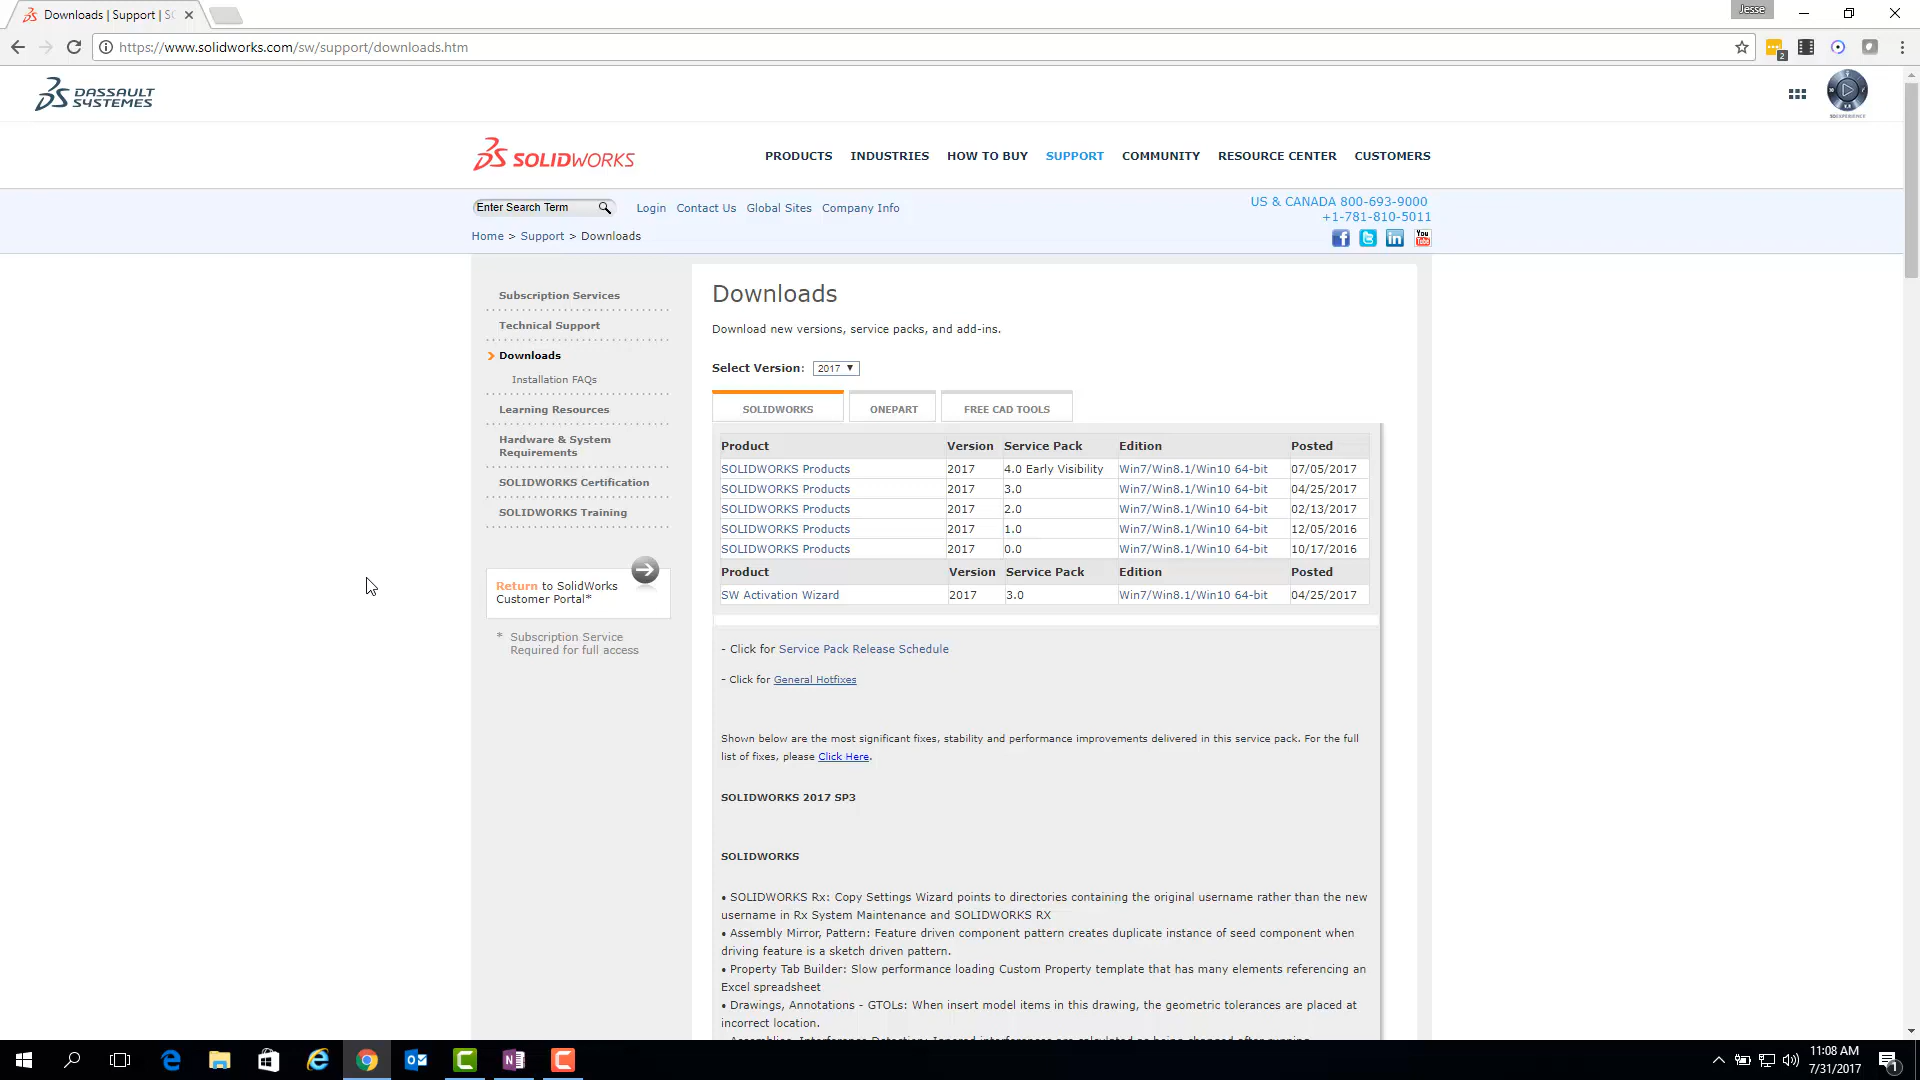 Downloads | Support | S
Jesse
https://www.solidworks.com/sw/support/downloads.htm
2
DASSAULT
SYSTEMES
3DEXPERIENCE
SOLIDWORKS
PRODUCTS INDUSTRIES HOW TO BUY SUPPORT COMMUNITY RESOURCE CENTER CUSTOMERS
Enter Search Term
Login Contact Us Global Sites Company Info
US & CANADA 800-693-9000
+1-781-810-5011
Home > Support > Downloads
You
Tube
Subscription Services
Technical Support
Downloads
Installation FAQs
Learning Resources
Hardware & System
Requirements
SOLIDWORKS Certification
SOLIDWORKS Training
Return to SolidWorks
Customer Portal*
* Subscription Service
Required for full access
Downloads
Download new versions, service packs, and add-ins.
Select Version: 2017
SOLIDWORKS ONEPART FREE CAD TOOLS
Product Version Service Pack Edition Posted
SOLIDWORKS Products 2017 4.0 Early Visibility Win7/Win8.1/Win10 64-bit 07/05/2017
SOLIDWORKS Products 2017 3.0 Win7/Win8.1/Win10 64-bit 04/25/2017
SOLIDWORKS Products 2017 2.0 Win7/Win8.1/Win10 64-bit 02/13/2017
SOLIDWORKS Products 2017 1.0 Win7/Win8.1/Win10 64-bit 12/05/2016
SOLIDWORKS Products 2017 0.0 Win7/Win8.1/Win10 64-bit 10/17/2016
Product Version Service Pack Edition Posted
SW Activation Wizard 2017 3.0 Win7/Win8.1/Win10 64-bit 04/25/2017
- Click for Service Pack Release Schedule
- Click for General Hotfixes
Shown below are the most significant fixes, stability and performance improvements delivered in this service pack. For the full
list of fixes, please Click Here.
SOLIDWORKS 2017 SP3
SOLIDWORKS
• SOLIDWORKS Rx: Copy Settings Wizard points to directories containing the original username rather than the new
username in Rx System Maintenance and SOLIDWORKS RX
• Assembly Mirror, Pattern: Feature driven component pattern creates duplicate instance of seed component when
driving feature is a sketch driven pattern.
• Property Tab Builder: Slow performance loading Custom Property template that has many elements referencing an
Excel spreadsheet
• Drawings, Annotations - GTOLs: When insert model items in this drawing, the geometric tolerances are placed at
incorrect location.
11:08 AM
7/31/2017
1